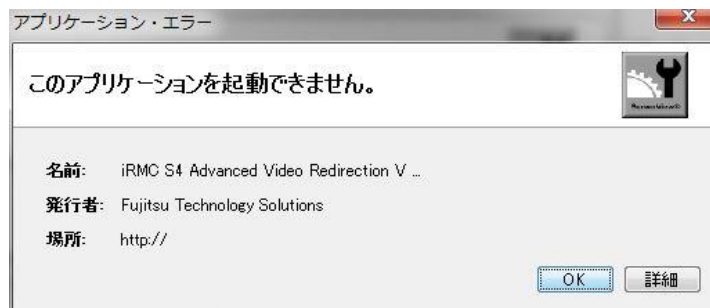 アプリケーション・エラー
このアプリケーションを起動できません。
名前: iRMC S4 Advanced Video Redirection V ...
発行者: Fujitsu Technology Solutions
場所: http://
OK 詳細